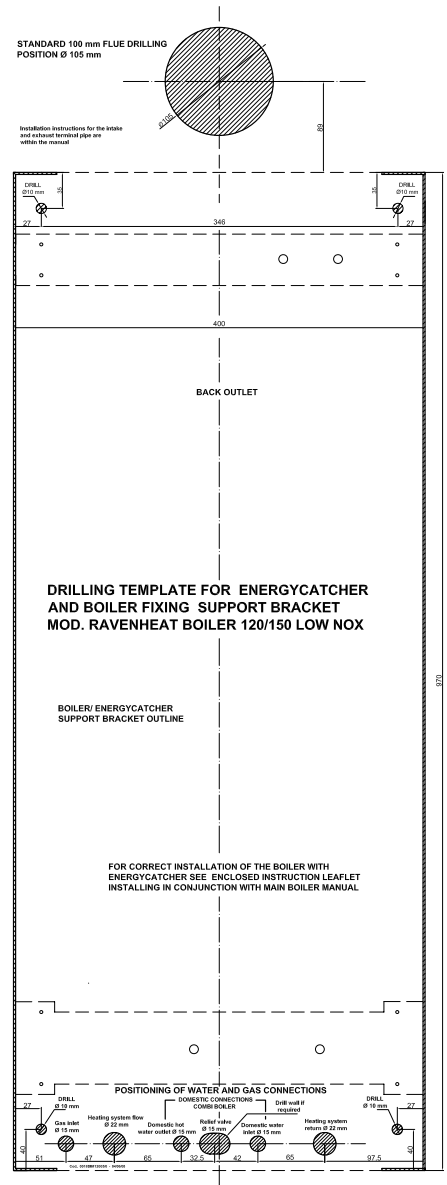 STANDARD 100 mm FLUE DRILLING
POSITION Ø 105 mm
Ø105
Installation instructions for the intake
and exhaust terminal pipe are
within the manual
89
DRILL
Ø10 mm
35
35
DRILL
Ø10 mm
27
346
27
400
BACK OUTLET
DRILLING TEMPLATE FOR ENERGYCATCHER
AND BOILER FIXING SUPPORT BRACKET
MOD. RAVENHEAT BOILER 120/150 LOW NOX
970
BOILER/ ENERGYCATCHER
SUPPORT BRACKET OUTLINE
FOR CORRECT INSTALLATION OF THE BOILER WITH
ENERGYCATCHER SEE ENCLOSED INSTRUCTION LEAFLET
INSTALLING IN CONJUNCTION WITH MAIN BOILER MANUAL
POSITIONING OF WATER AND GAS CONNECTIONS
27
DRILL
Ø 10 mm
DOMESTIC CONNECTIONS
COMBI BOILER
Drill wall if
required
DRILL
Ø 10 mm
27
Gas inlet
Ø 15 mm
Heating system flow
Ø 22 mm
Domestic hot
water outlet Ø 15 mm
Relief valve
Ø 15 mm
Domestic water
inlet Ø 15 mm
Heating system
return Ø 22 mm
40
40
51
47
65
32.5
42
65
97.5